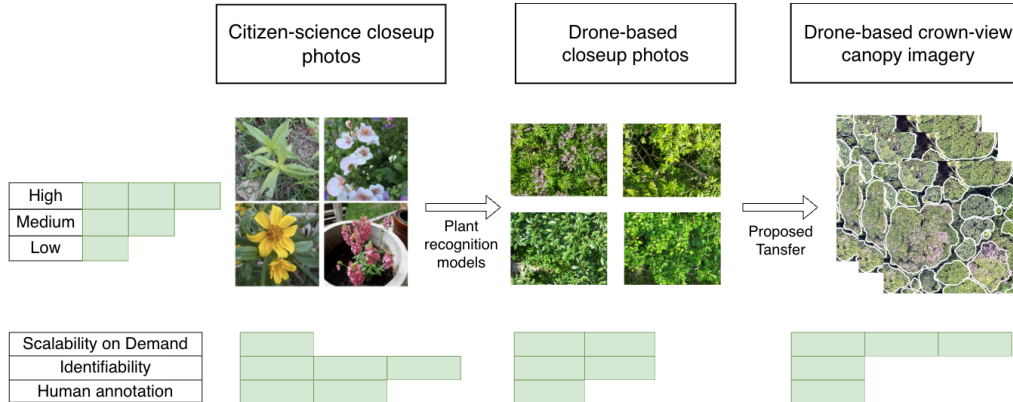 Citizen-science closeup
photos
Drone-based
closeup photos
Drone-based crown-view
canopy imagery
High
Medium
Low
Plant
recognition
models
Proposed
Tansfer
Scalability on Demand
Identifiability
Human annotation